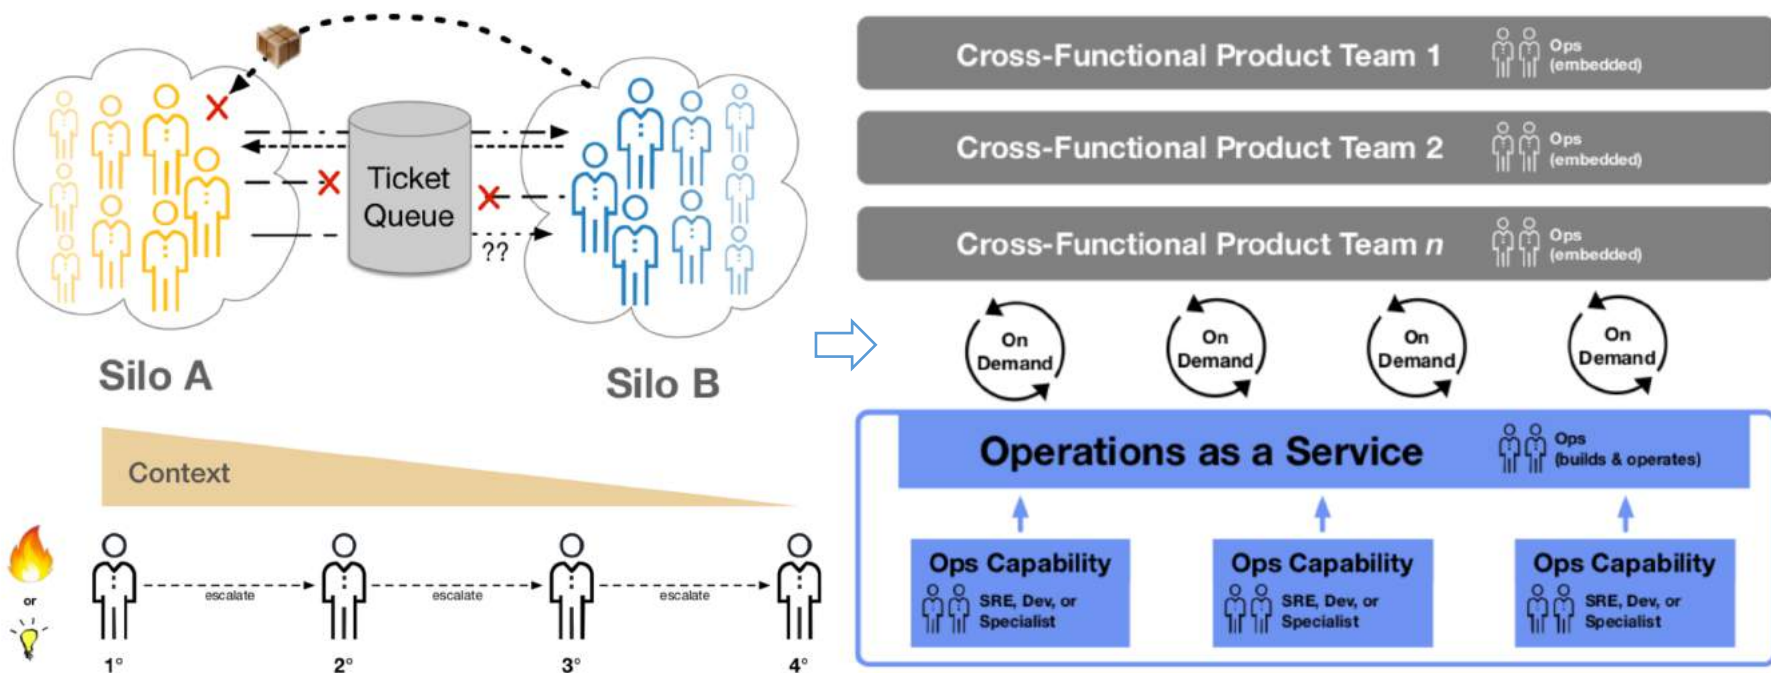 Ticket
Queue
??
Silo A
Silo B
Context
or
escalate
escalate
escalate
1°
2°
3°
4°
Cross-Functional Product Team 1
Ops
(embedded)
Cross-Functional Product Team 2
Ops
(embedded)
Cross-Functional Product Team n
Ops
(embedded)
On
Demand
On
Demand
On
Demand
On
Demand
Operations as a Service
Ops
(builds & operates)
Ops Capability
SRE, Dev, or
Specialist
Ops Capability
SRE, Dev, or
Specialist
Ops Capability
SRE, Dev, or
Specialist